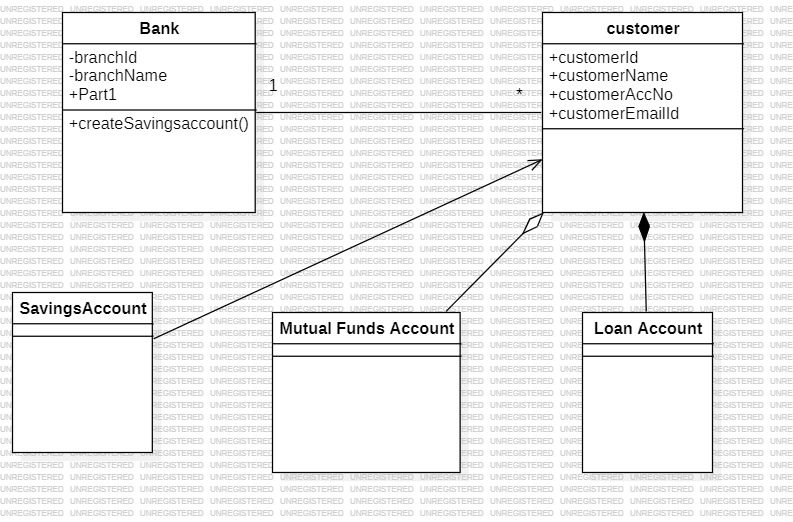 Bank
-branchId
-branchName
+Part1
+createSavingsaccount()
1
*
customer
+customerId
+customerName
+customerAccNo
+customerEmailId
SavingsAccount
Mutual Funds Account
Loan Account
UNREGISTERED